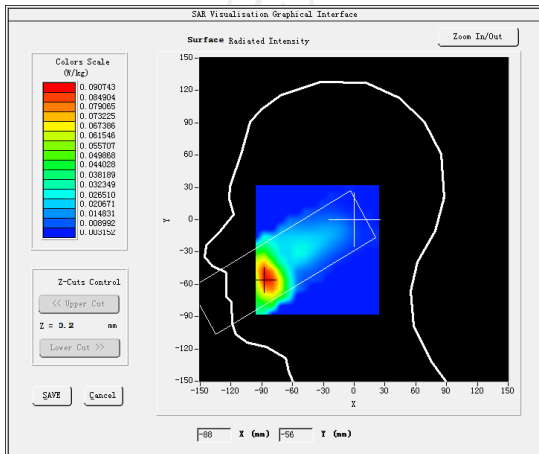 SAR Visualisation Graphical Interface
Surface Radiated Intensity
Zoom In/Out
Colors Scale
(W/kg)
0.090743
0.084904
0.079065
0.073225
0.067386
0.061546
0.055707
0.049868
0.044028
0.038189
0.032349
0.026510
0.020671
0.014831
0.008992
0.003152
Z-Cuts Control
<< Upper Cut
Z = 0.2 mm
Lower Cut >>
SAVE Cancel
150
120
90
60
30
0
-30
-60
-90
-120
-150
Y
-150 -120 -90 -60 -30 0 30 60 90 120 150
X
-88 X (mm) -56 Y (mm)